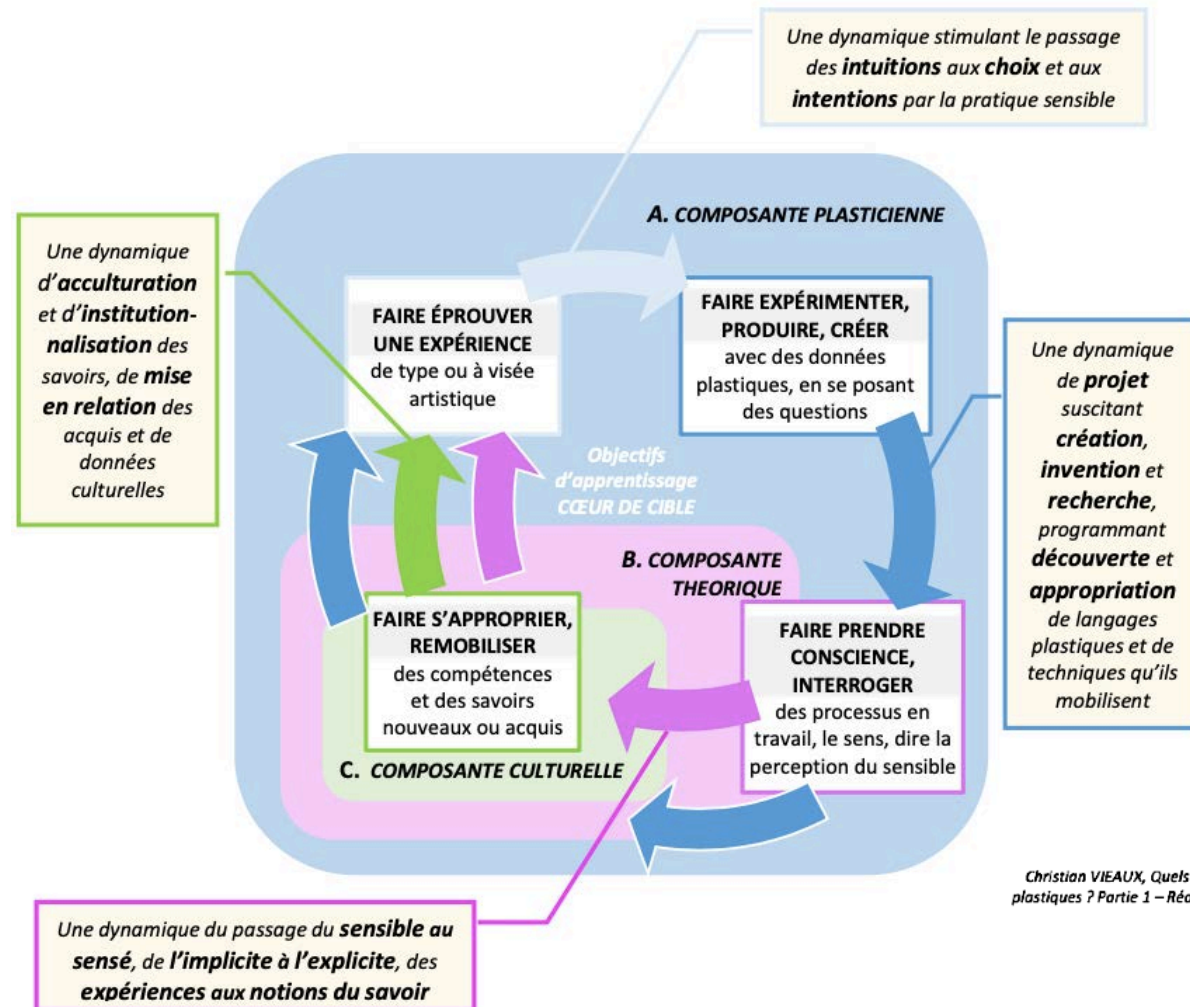 Une dynamique stimulant le passage
des intuitions aux choix et aux
intentions par la pratique sensible
A. COMPOSANTE PLASTICIENNE
Une dynamique
d'acculturation
et d'institution-
nalisation des
savoirs, de mise
en relation des
acquis et de
données
culturelles
FAIRE ÉPROUVER
UNE EXPÉRIENCE
de type ou à visée
artistique
FAIRE EXPÉRIMENTER,
PRODUIRE, CRÉER
avec des données
plastiques, en se posant
des questions
Une dynamique
de projet
suscitant
création,
invention et
recherche,
programmant
découverte et
appropriation
de langages
plastiques et de
techniques qu'ils
mobilisent
Objectifs
d'apprentissage
CŒUR DE CIBLE
B. COMPOSANTE
THEORIQUE
FAIRE S'APPROPRIER,
REMOBILISER
des compétences
et des savoirs
nouveaux ou acquis
FAIRE PRENDRE
CONSCIENCE,
INTERROGER
des processus en
travail, le sens, dire la
perception du sensible
C. COMPOSANTE CULTURELLE
Christian VIEAUX, Quels
plastiques ? Partie 1 – Réa
Une dynamique du passage du sensible au
sensé, de l'implicite à l'explicite, des
expériences aux notions du savoir